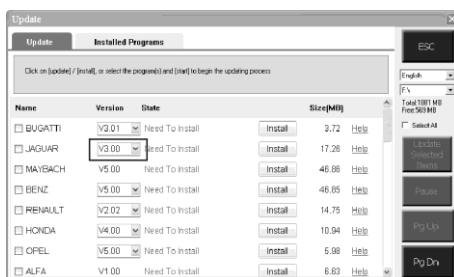 Update
Update Installed Programs
ESC
Click on [update] / [install], or select the program(s) and [start] to begin the updating process
English
F:\
Name Version State Size(MB)
Total:1881 MB
Free:569 MB
Select All
BUGATTI V3.01 Need To Install Install 3.72 Help
JAGUAR V3.00 Need To Install Install 17.26 Help
Update
Selected
Items
MAYBACH V5.00 Need To Install Install 46.86 Help
BENZ V5.00 Need To Install Install 46.85 Help
Pause
RENAULT V2.02 Need To Install Install 14.75 Help
HONDA V4.00 Need To Install Install 10.94 Help
Pg Up
OPEL V5.00 Need To Install Install 5.98 Help
Pg Dn
ALFA V1.00 Need To Install Install 6.63 Help